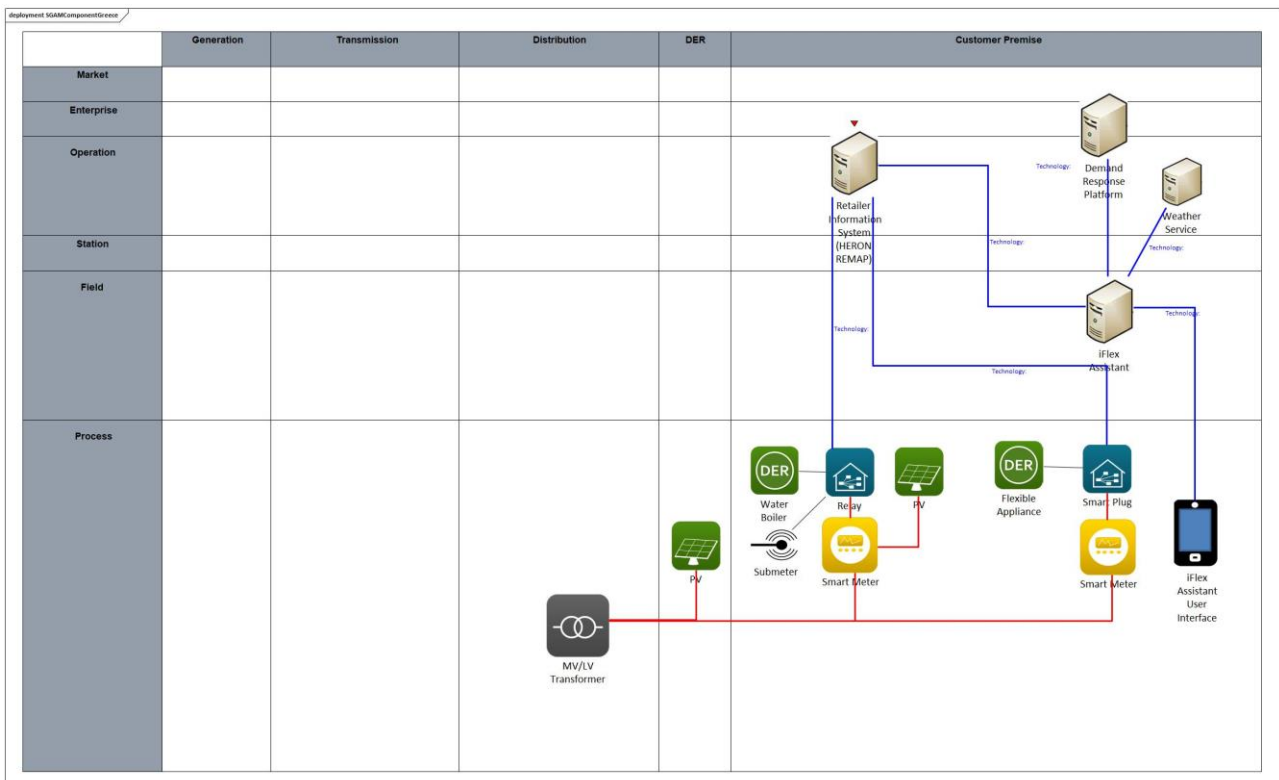 deployment SGAMComponentGreece
Generation
Transmission
Distribution
DER
Customer Premise
Market
Enterprise
Operation
Station
Field
Process
Retailer
Information
System
(HERON
REMAP)
Technology:
Demand
Response
Platform
Weather
Service
Technology:
Technology:
Technology:
Technology:
Technology:
iFlex
Assistant
DER
Water
Boiler
Relay
PV
DER
Flexible
Appliance
Smart Plug
Submeter
Smart Meter
Smart Meter
PV
iFlex
Assistant
User
Interface
MV/LV
Transformer